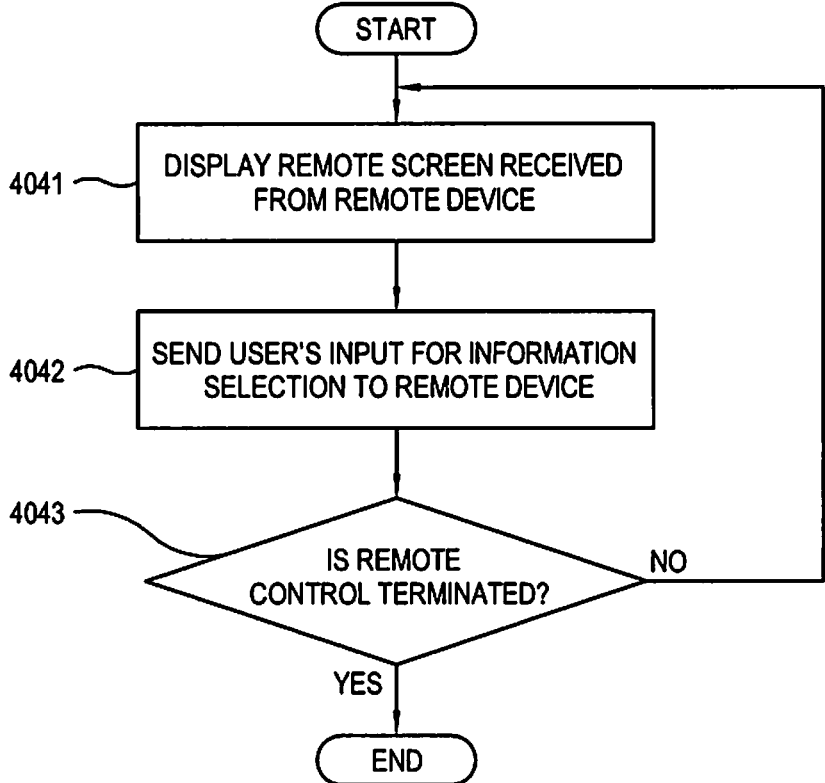 START
4041
DISPLAY REMOTE SCREEN RECEIVED
FROM REMOTE DEVICE
4042
SEND USER'S INPUT FOR INFORMATION
SELECTION TO REMOTE DEVICE
4043
IS REMOTE
CONTROL TERMINATED?
NO
YES
END